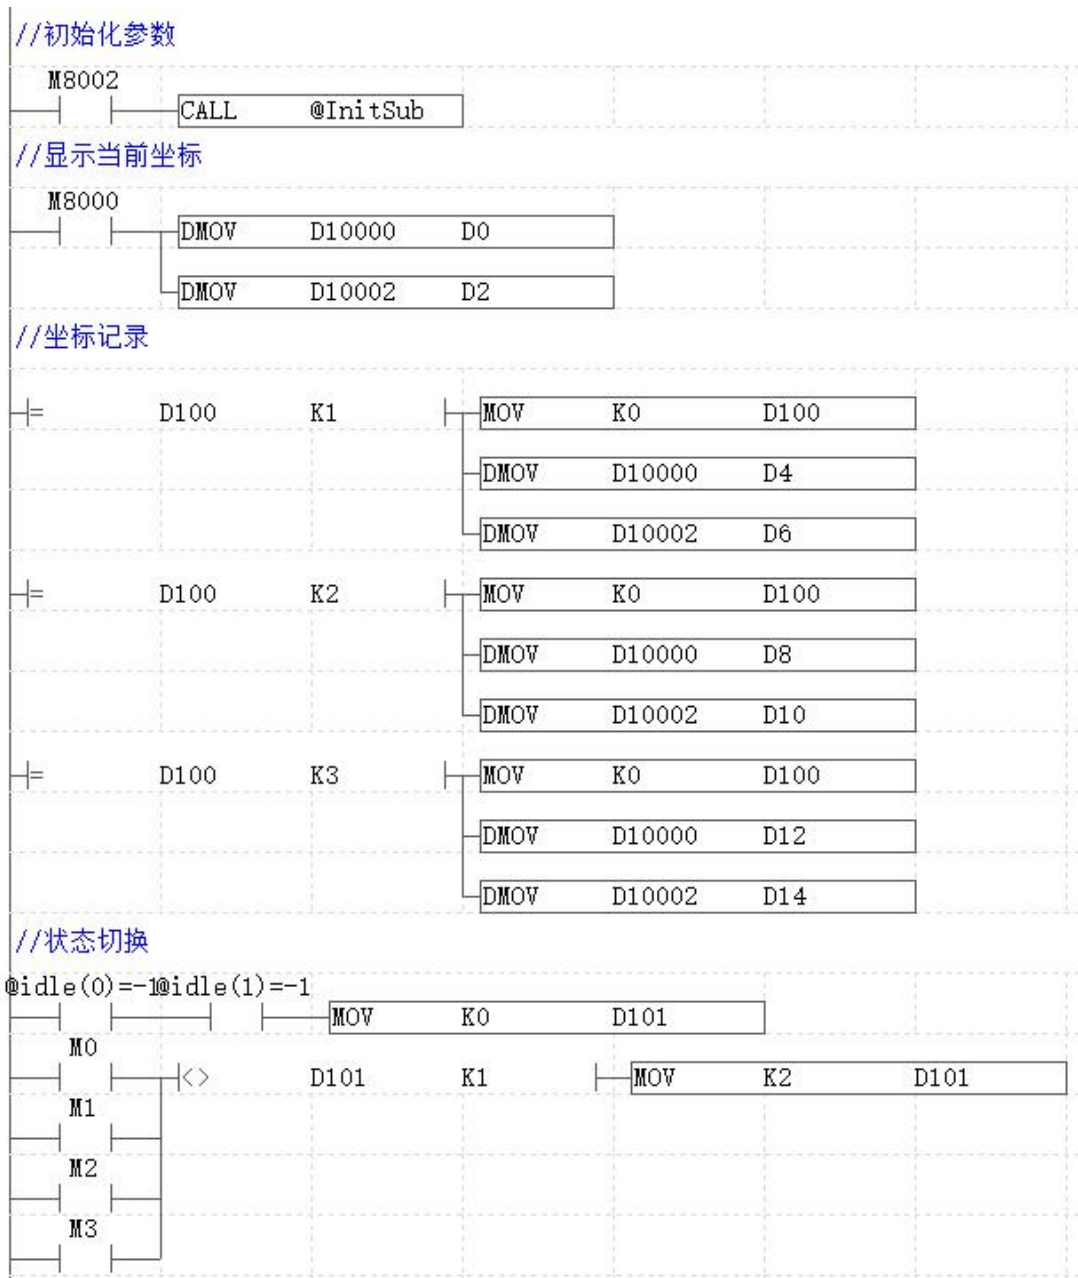 //初始化参数
M8002
CALL @InitSub
//显示当前坐标
M8000
DMOV D10000 D0
DMOV D10002 D2
//坐标记录
= D100 K1 MOV K0 D100
DMOV D10000 D4
DMOV D10002 D6
= D100 K2 MOV K0 D100
DMOV D10000 D8
DMOV D10002 D10
= D100 K3 MOV K0 D100
DMOV D10000 D12
DMOV D10002 D14
//状态切换
@idle(0)=-1@idle(1)=-1
MOV K0 D101
M0
<> D101 K1 MOV K2 D101
M1
M2
M3